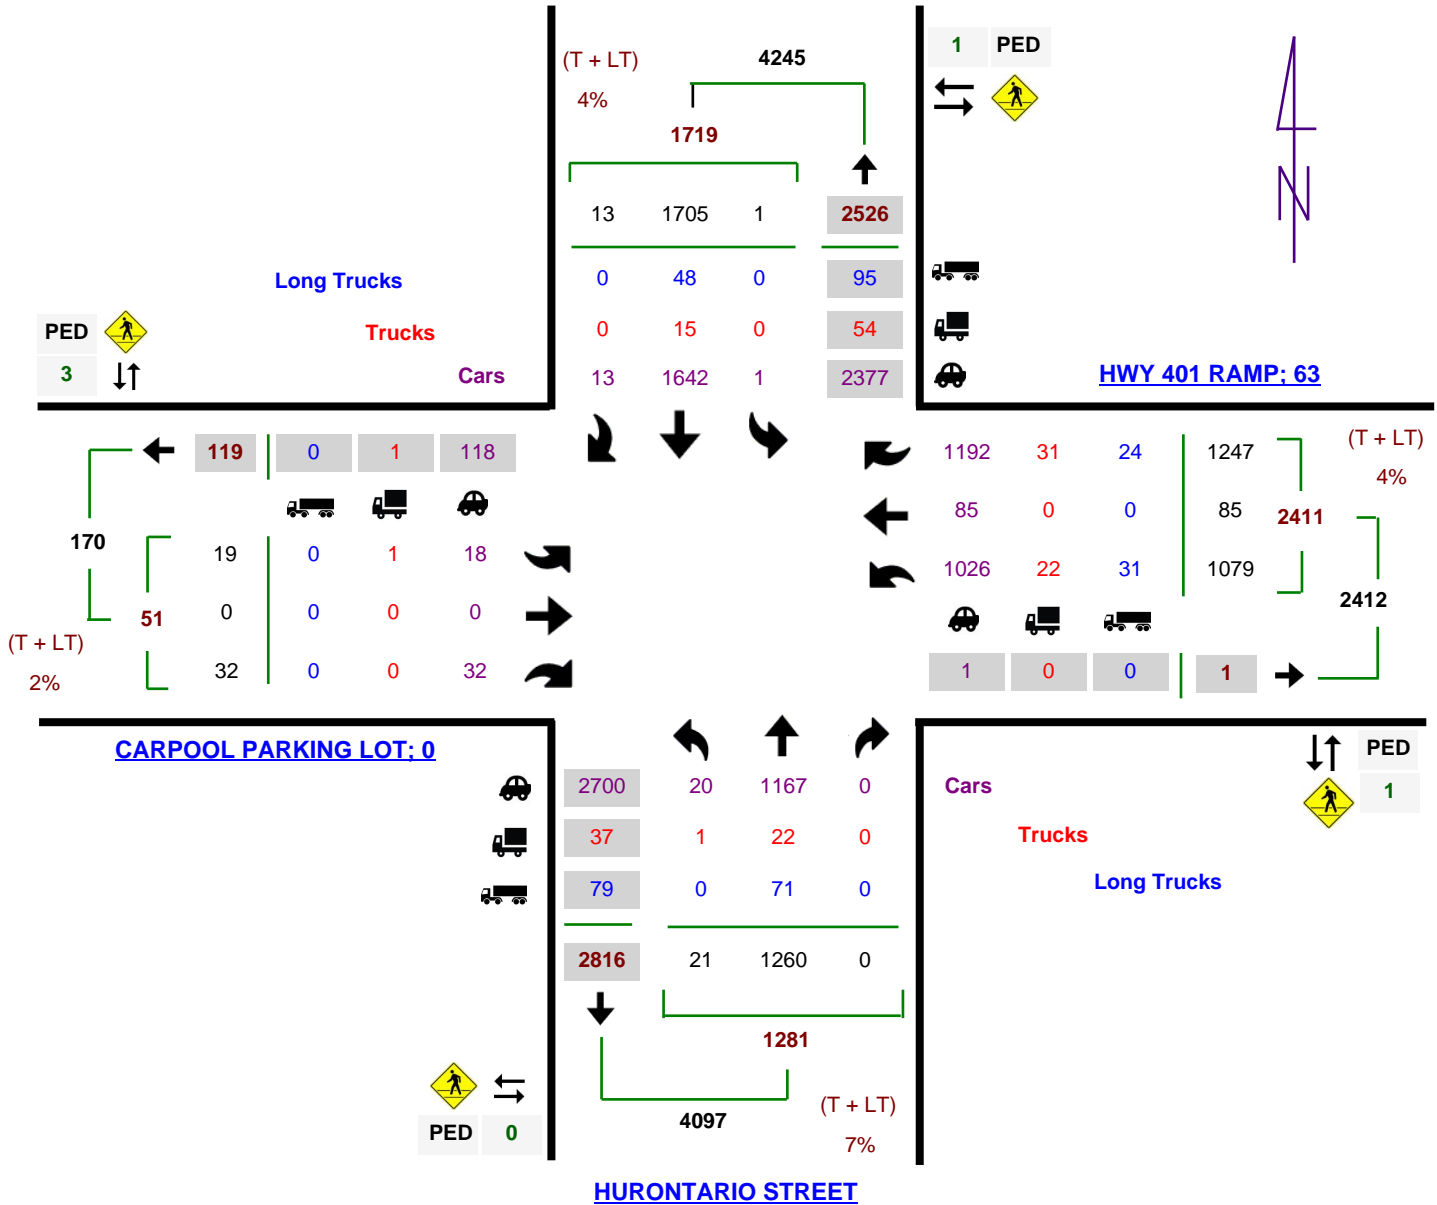 (T + LT) 4245 1 PED
4%
1719
13 1705 1 2526
Long Trucks 0 48 0 95
PED Trucks 0 15 0 54
3 Cars 13 1642 1 2377 HWY 401 RAMP; 63
N
119 0 1 118 1192 31 24 1247 (T + LT)
4%
85 0 0 85 2411
170 19 0 1 18 1026 22 31 1079
51 0 0 0 0 2412
(T + LT)
2% 32 0 0 32 1 0 0 1
CARPOOL PARKING LOT; 0 PED
2700 20 1167 0 Cars 1
37 1 22 0 Trucks
79 0 71 0 Long Trucks
2816 21 1260 0
1281
4097 (T + LT)
PED 0 7%
HURONTARIO STREET